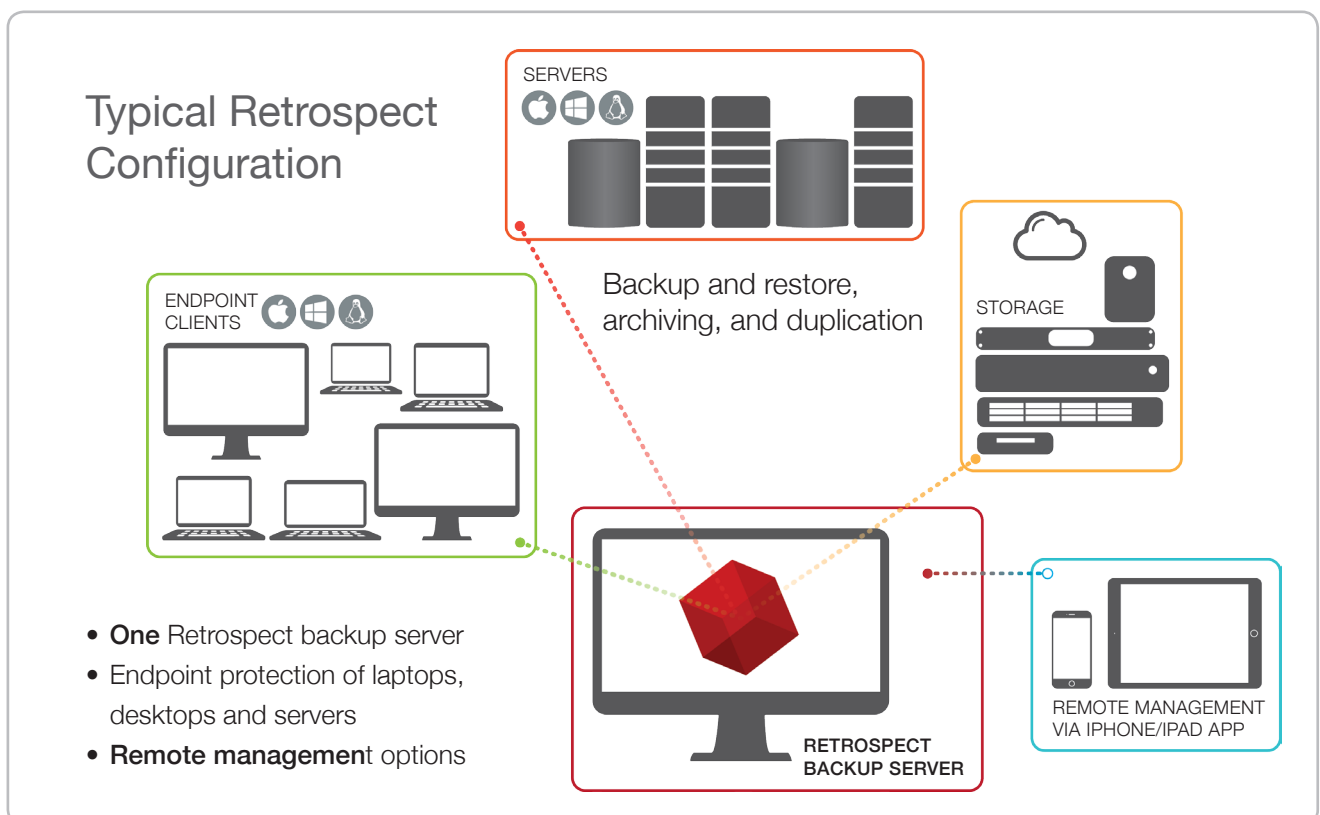 Typical Retrospect
Configuration
SERVERS
Backup and restore,
archiving, and duplication
ENDPOINT
CLIENTS
STORAGE
• One Retrospect backup server
• Endpoint protection of laptops,
desktops and servers
• Remote management options
RETROSPECT
BACKUP SERVER
REMOTE MANAGEMENT
VIA IPHONE/IPAD APP